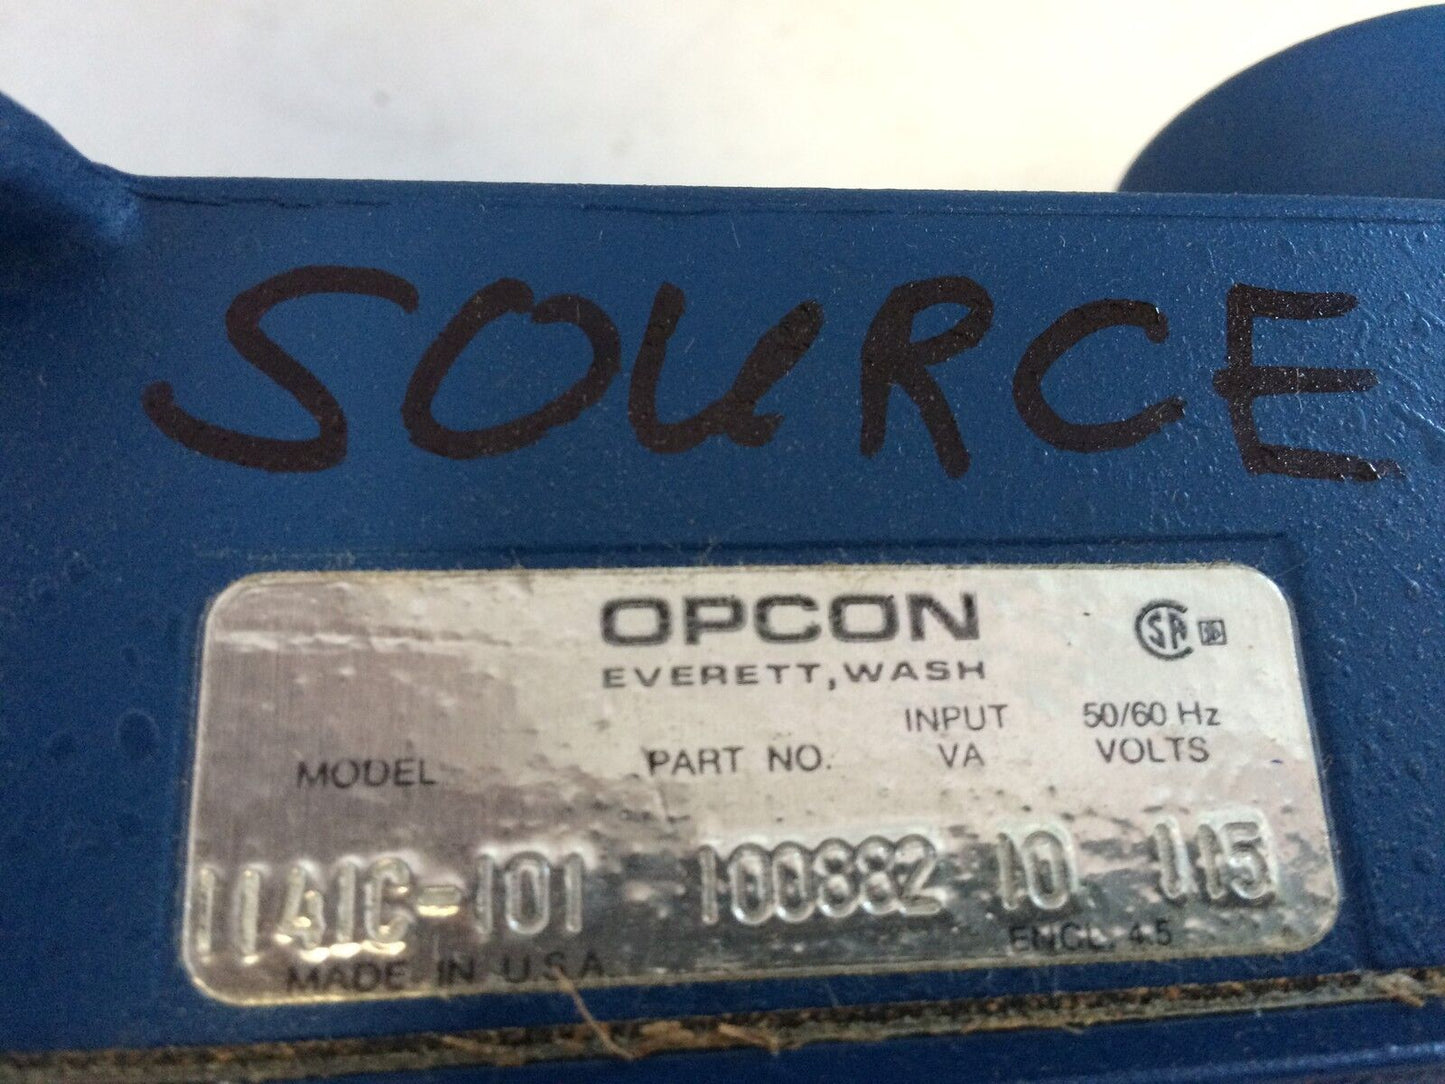 SOURCE
OPCON
EVERETT, WASH
INPUT 50/60 Hz
MODEL PART NO. VA VOLTS
1141C-101 100882 10 115
ENCL. 4.5
MADE IN U.S.A.